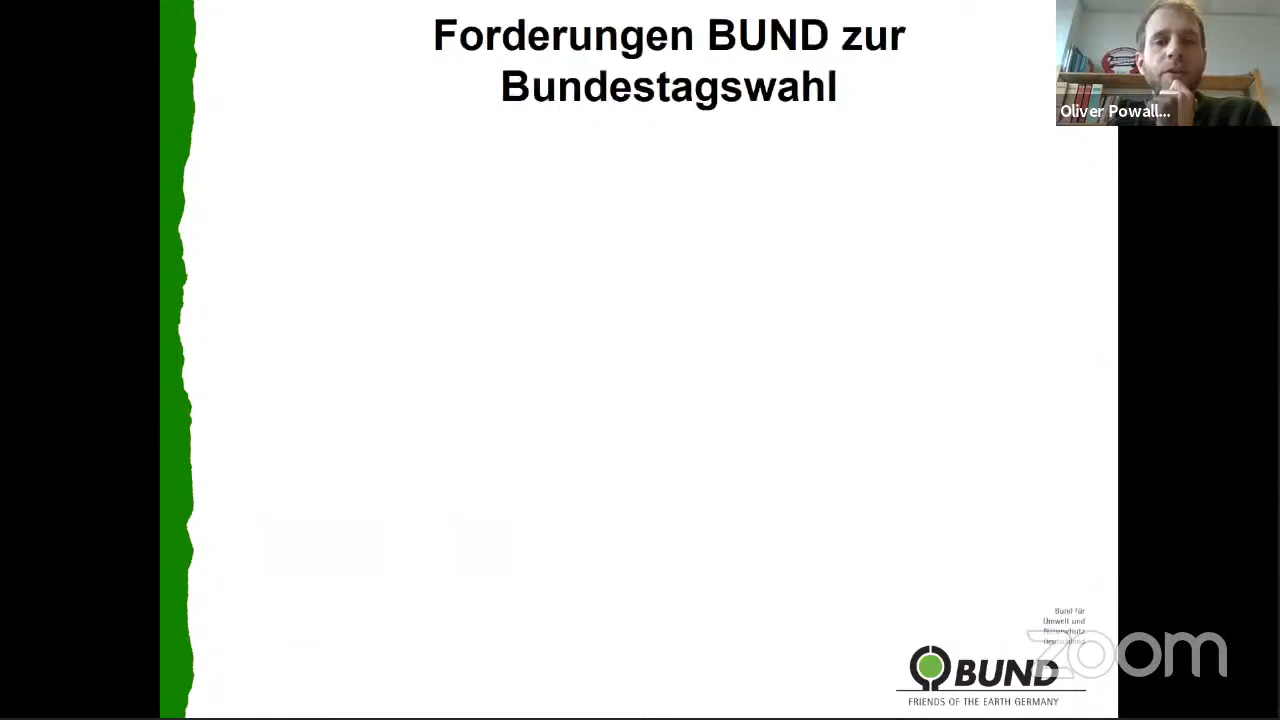 Forderungen BUND zur
Bundestagswahl
Oliver Powall...
Bund für
Umwelt und
Naturschutz
Deutschland
zoom
BUND
FRIENDS OF THE EARTH GERMANY